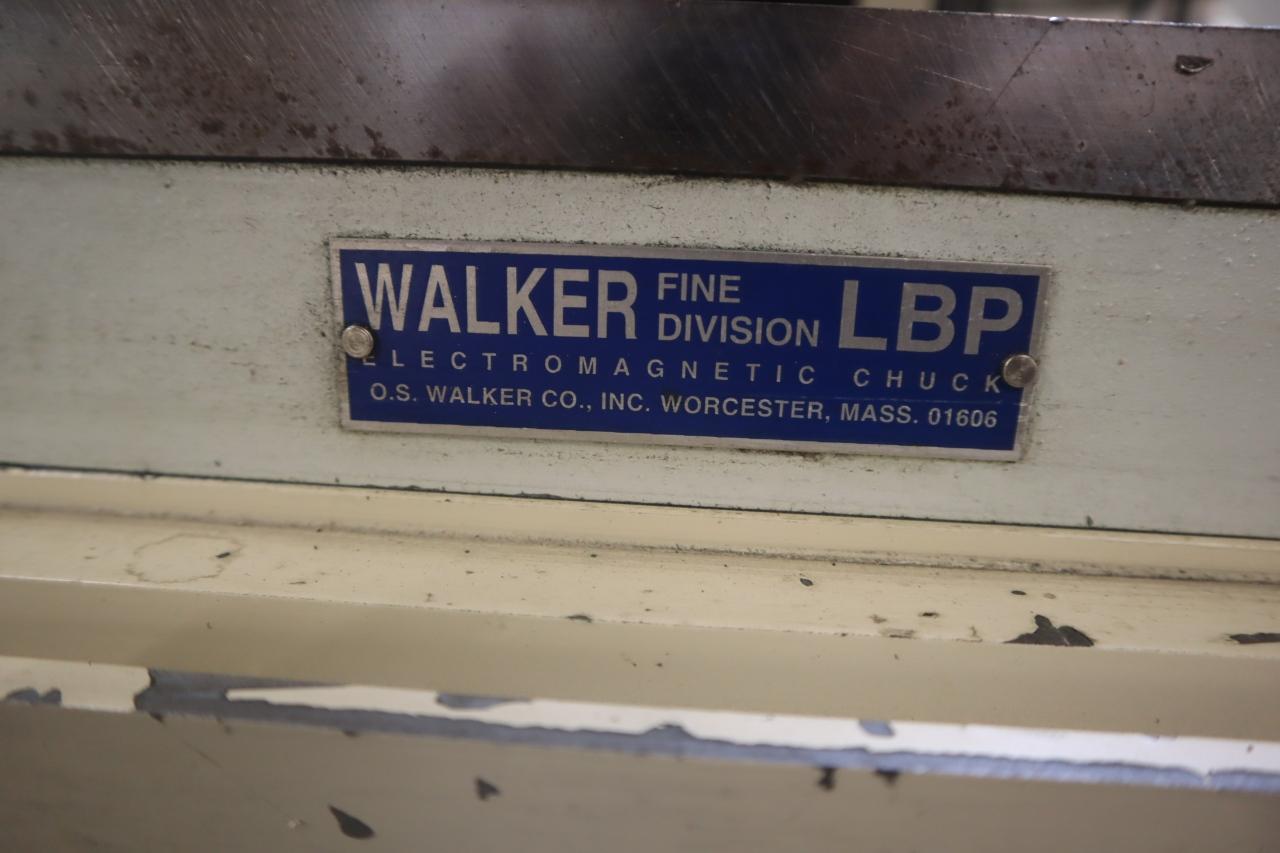 WALKER FINE DIVISION LBP
ELECTROMAGNETIC CHUCK
O.S. WALKER CO., INC. WORCESTER, MASS. 01606